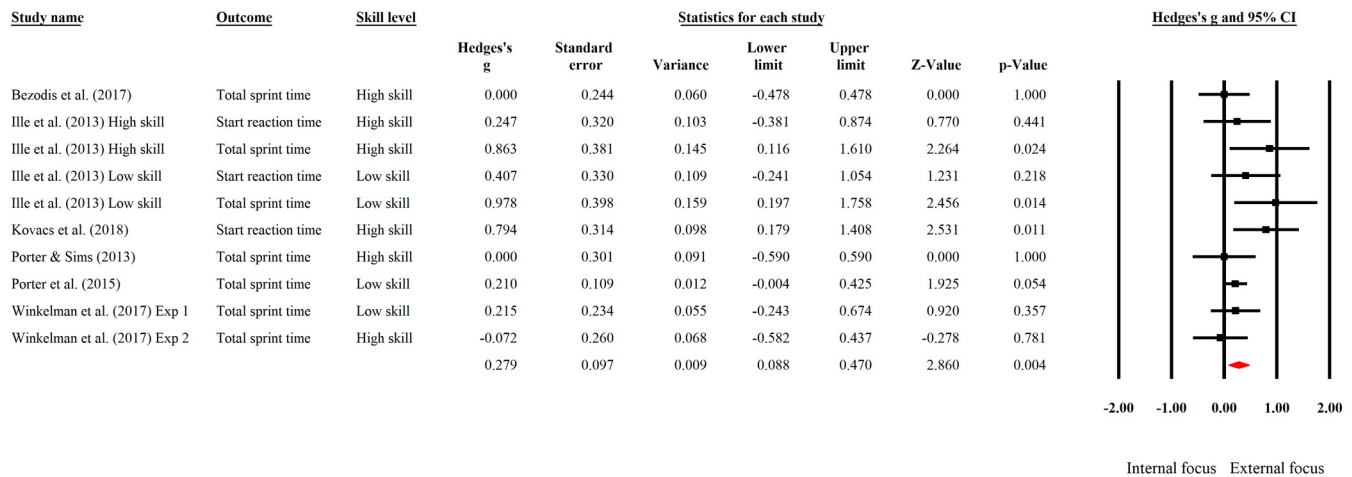 Study name Outcome Skill level Statistics for each study Hedges's g and 95% CI
Hedges's g Standard error Variance Lower limit Upper limit Z-Value p-Value
Bezodis et al. (2017) Total sprint time High skill 0.000 0.244 0.060 -0.478 0.478 0.000 1.000
Ille et al. (2013) High skill Start reaction time High skill 0.247 0.320 0.103 -0.381 0.874 0.770 0.441
Ille et al. (2013) High skill Total sprint time High skill 0.863 0.381 0.145 0.116 1.610 2.264 0.024
Ille et al. (2013) Low skill Start reaction time Low skill 0.407 0.330 0.109 -0.241 1.054 1.231 0.218
Ille et al. (2013) Low skill Total sprint time Low skill 0.978 0.398 0.159 0.197 1.758 2.456 0.014
Kovacs et al. (2018) Start reaction time High skill 0.794 0.314 0.098 0.179 1.408 2.531 0.011
Porter & Sims (2013) Total sprint time High skill 0.000 0.301 0.091 -0.590 0.590 0.000 1.000
Porter et al. (2015) Total sprint time Low skill 0.210 0.109 0.012 -0.004 0.425 1.925 0.054
Winkelman et al. (2017) Exp 1 Total sprint time Low skill 0.215 0.234 0.055 -0.243 0.674 0.920 0.357
Winkelman et al. (2017) Exp 2 Total sprint time High skill -0.072 0.260 0.068 -0.582 0.437 -0.278 0.781
0.279 0.097 0.009 0.088 0.470 2.860 0.004
-2.00 -1.00 0.00 1.00 2.00
Internal focus External focus